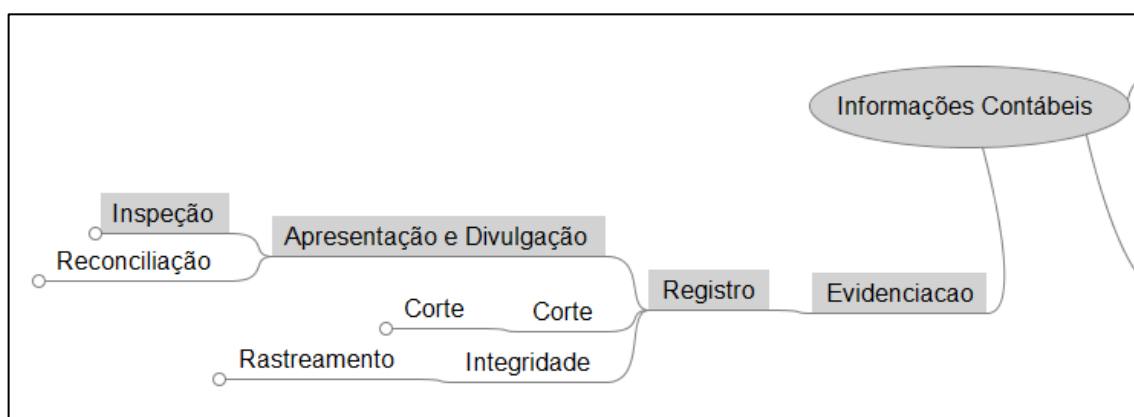 Informações Contábeis
Inspeção
Apresentação e Divulgação
Reconciliação
Registro
Evidenciacao
Corte
Corte
Rastreamento
Integridade